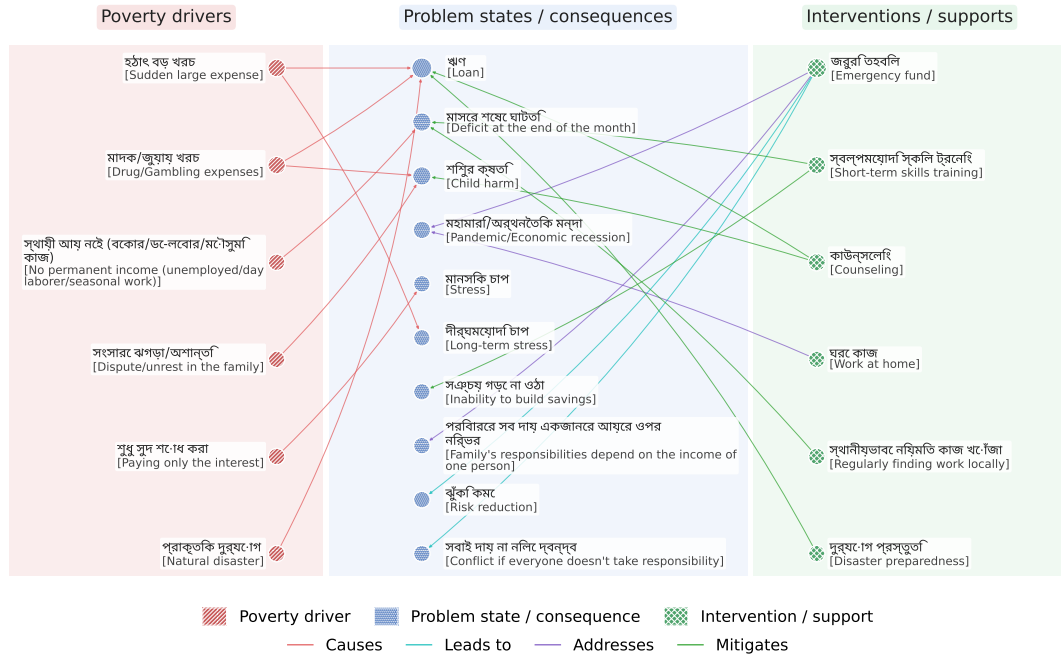 Poverty drivers
Problem states / consequences
Interventions / supports
হঠাৎ বড় খরচ
[Sudden large expense]
মাদক/জুয়ায় খরচ
[Drug/Gambling expenses]
স্থায়ী আয় নেই (বেকার/ডে-লেবার/মৌসুমি
কাজ)
[No permanent income (unemployed/day
laborer/seasonal work)]
সংসারে ঝগড়া/অশান্তি
[Dispute/unrest in the family]
শুধু সুদ শোধ করা
[Paying only the interest]
প্রাকৃতিক দুর্যোগ
[Natural disaster]
ঋণ
[Loan]
মাসের শেষে ঘাটতি
[Deficit at the end of the month]
শিশুর ক্ষতি
[Child harm]
মহামারি/অর্থনৈতিক মন্দা
[Pandemic/Economic recession]
মানসিক চাপ
[Stress]
দীর্ঘমেয়াদি চাপ
[Long-term stress]
সঞ্চয় গড়ে না ওঠা
[Inability to build savings]
পরিবারের সব দায় একজনের আয়ের ওপর
নির্ভর
[Family's responsibilities depend on the income of
one person]
ঝুঁকি কমে
[Risk reduction]
সবাই দায় না নিলে দ্বন্দ্ব
[Conflict if everyone doesn't take responsibility]
জরুরি তহবিল
[Emergency fund]
স্বল্পমেয়াদি স্কিল ট্রেনিং
[Short-term skills training]
কাউন্সেলিং
[Counseling]
ঘরে কাজ
[Work at home]
স্থানীয়ভাবে নিয়মিত কাজ খোঁজা
[Regularly finding work locally]
দুর্যোগ প্রস্তুতি
[Disaster preparedness]
Poverty driver
Problem state / consequence
Intervention / support
Causes
Leads to
Addresses
Mitigates